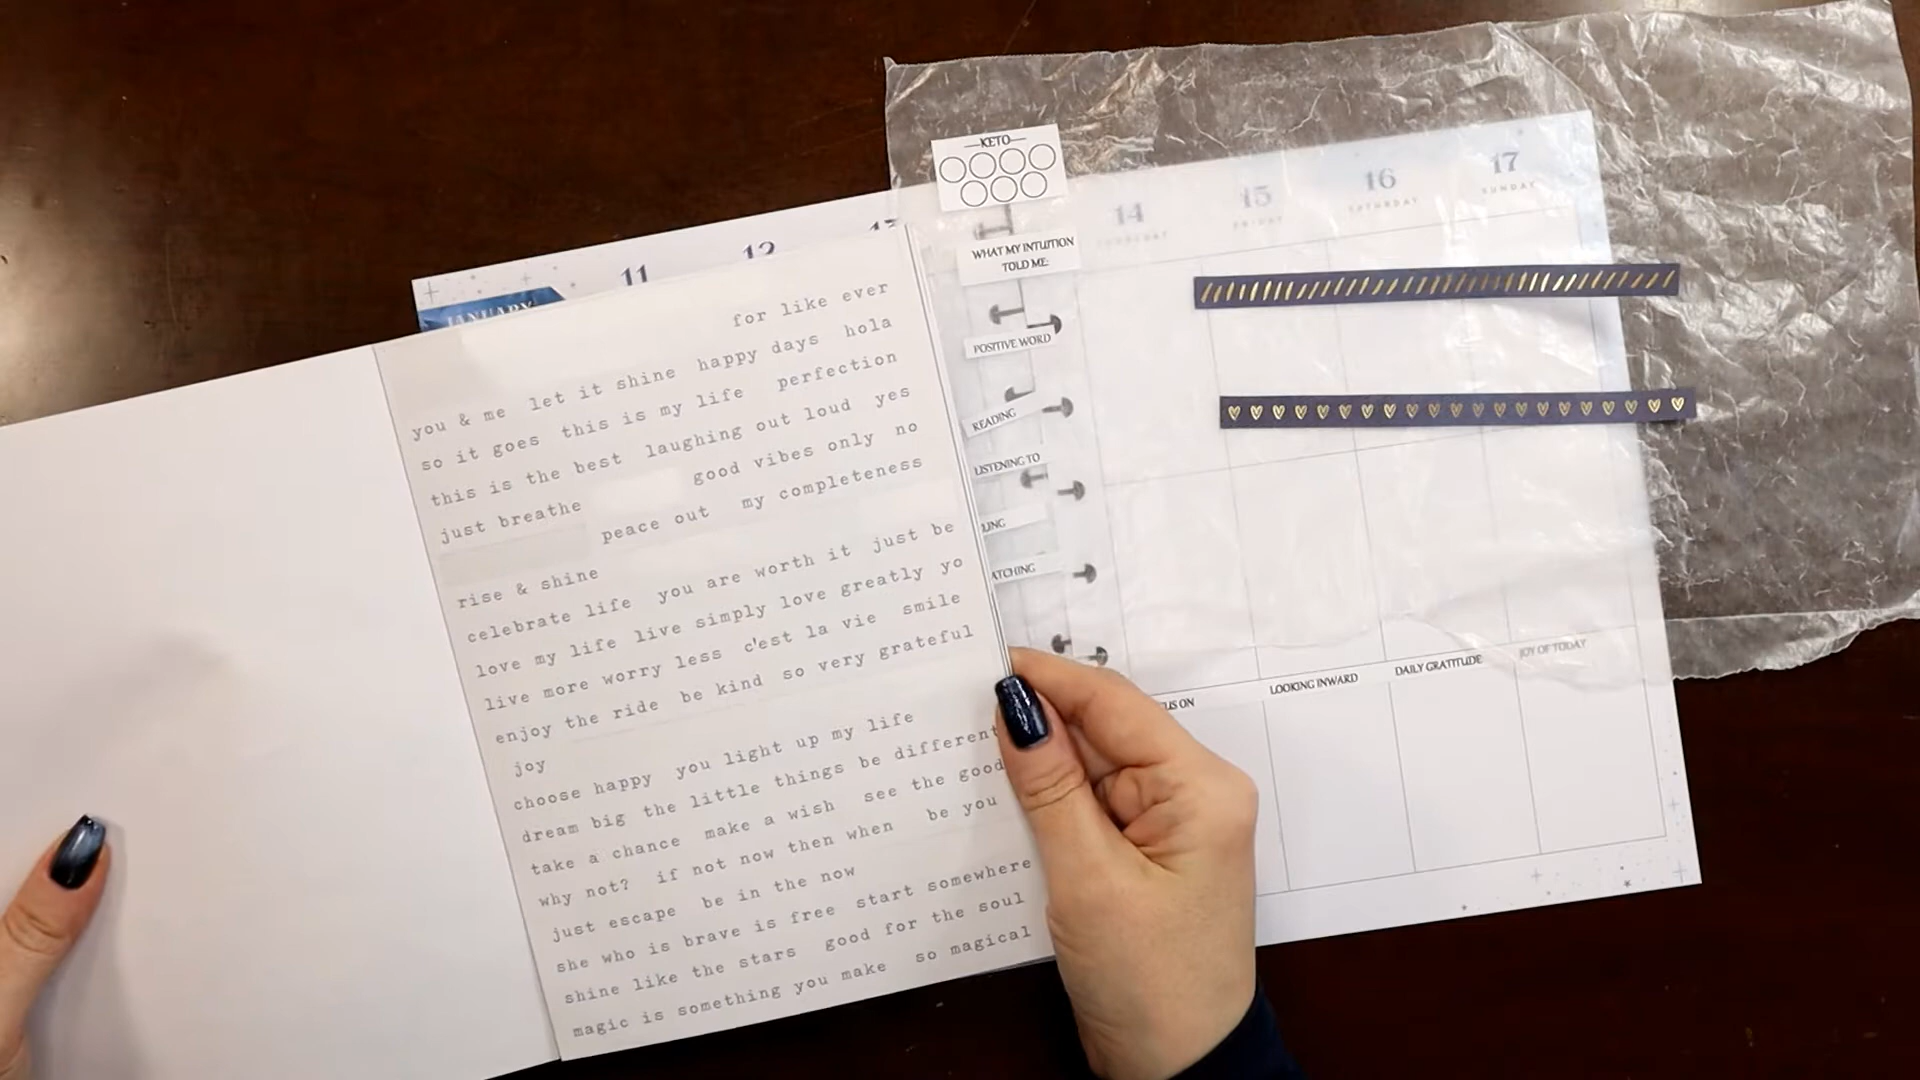 11 12 13
JANUARY
for like ever
you & me let it shine happy days hola
so it goes this is my life perfection
this is the best laughing out loud yes
just breathe good vibes only no
peace out my completeness
rise & shine
celebrate life you are worth it just be
love my life live simply love greatly yo
live more worry less c'est la vie smile
enjoy the ride be kind so very grateful
joy
choose happy you light up my life
dream big the little things be different
take a chance make a wish see the good
why not? if not now then when be you
just escape be in the now
she who is brave is free start somewhere
shine like the stars good for the soul
magic is something you make so magical
KETO
WHAT MY INTUITION
TOLD ME:
POSITIVE WORD
READING
LISTENING TO
LING
ATCHING
14 15 16 17
THURSDAY FRIDAY SATURDAY SUNDAY
US ON LOOKING INWARD DAILY GRATITUDE JOY OF TODAY